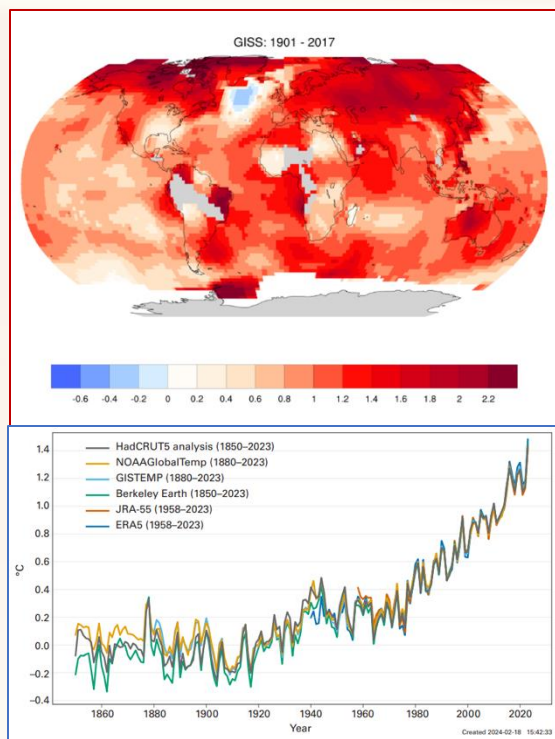 GISS: 1901 - 2017
-0.6 -0.4 -0.2 0 0.2 0.4 0.6 0.8 1 1.2 1.4 1.6 1.8 2 2.2
1.4
1.2
1.0
0.8
0.6
0.4
0.2
0.0
−0.2
−0.4
°C
HadCRUT5 analysis (1850–2023)
NOAAGlobalTemp (1880–2023)
GISTEMP (1880–2023)
Berkeley Earth (1850–2023)
JRA-55 (1958–2023)
ERA5 (1958–2023)
1860 1880 1900 1920 1940 1960 1980 2000 2020
Year
Created 2024-02-18 15:42:33